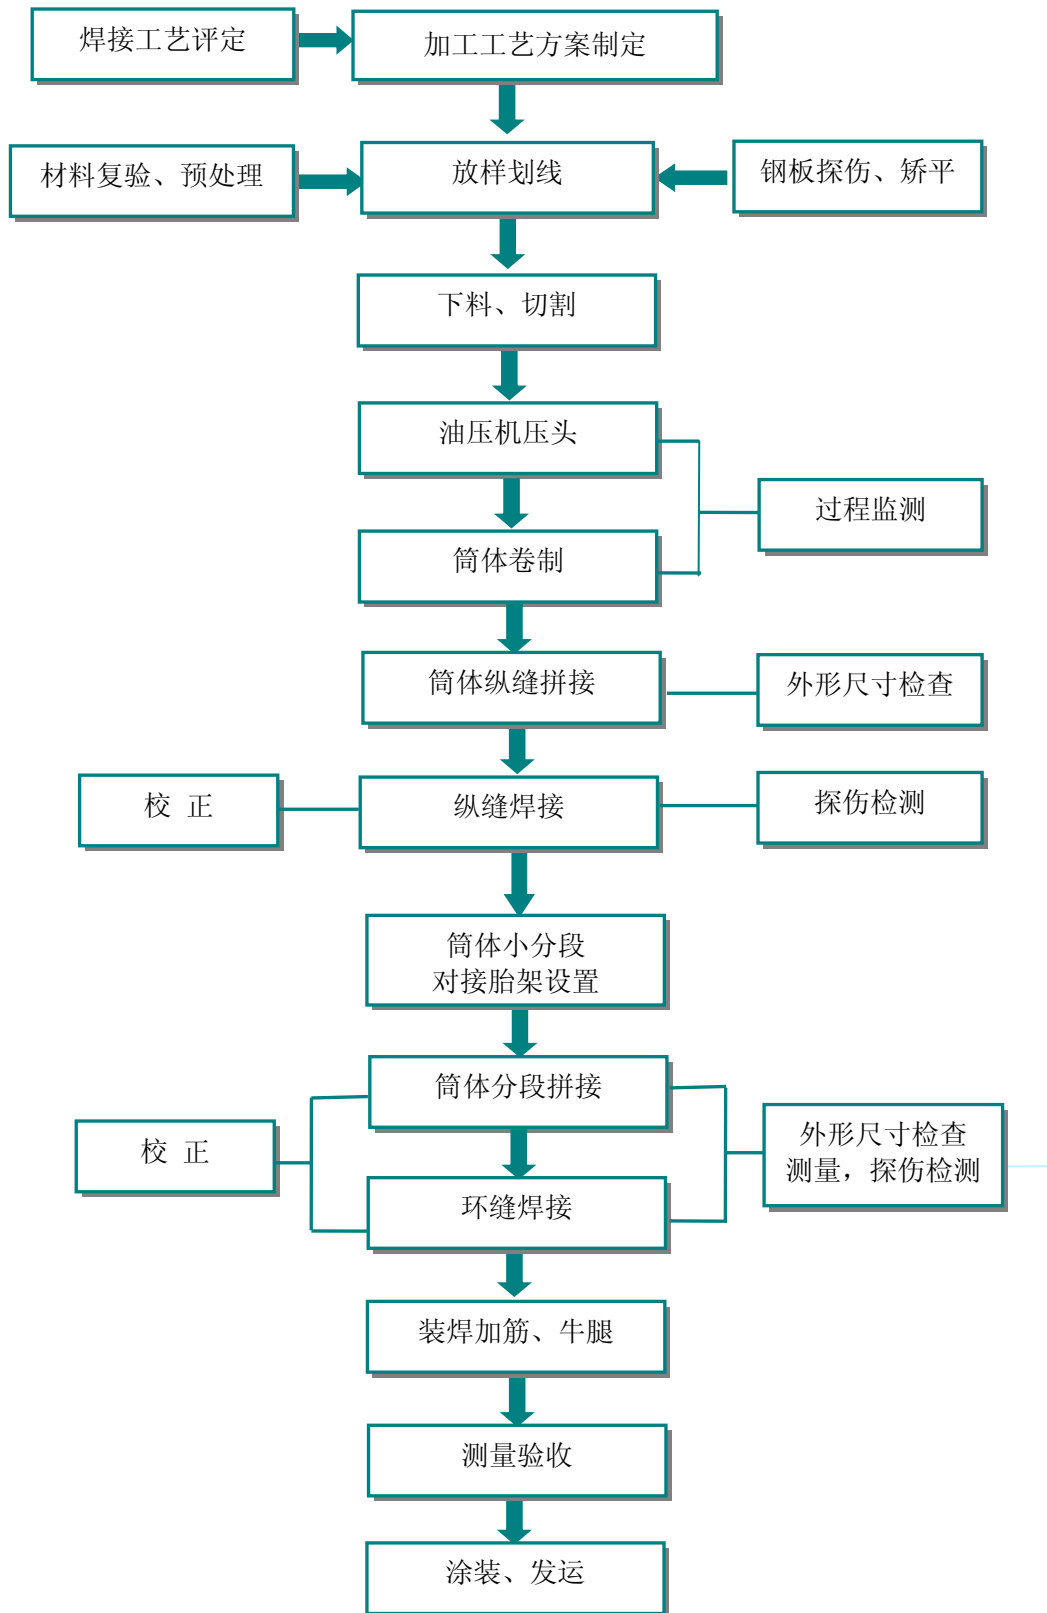 焊接工艺评定
加工工艺方案制定
材料复验、预处理
放样划线
钢板探伤、矫平
下料、切割
油压机压头
过程监测
筒体卷制
筒体纵缝拼接
外形尺寸检查
校 正
纵缝焊接
探伤检测
筒体小分段
对接胎架设置
筒体分段拼接
校 正
外形尺寸检查
测量，探伤检测
环缝焊接
装焊加筋、牛腿
测量验收
涂装、发运